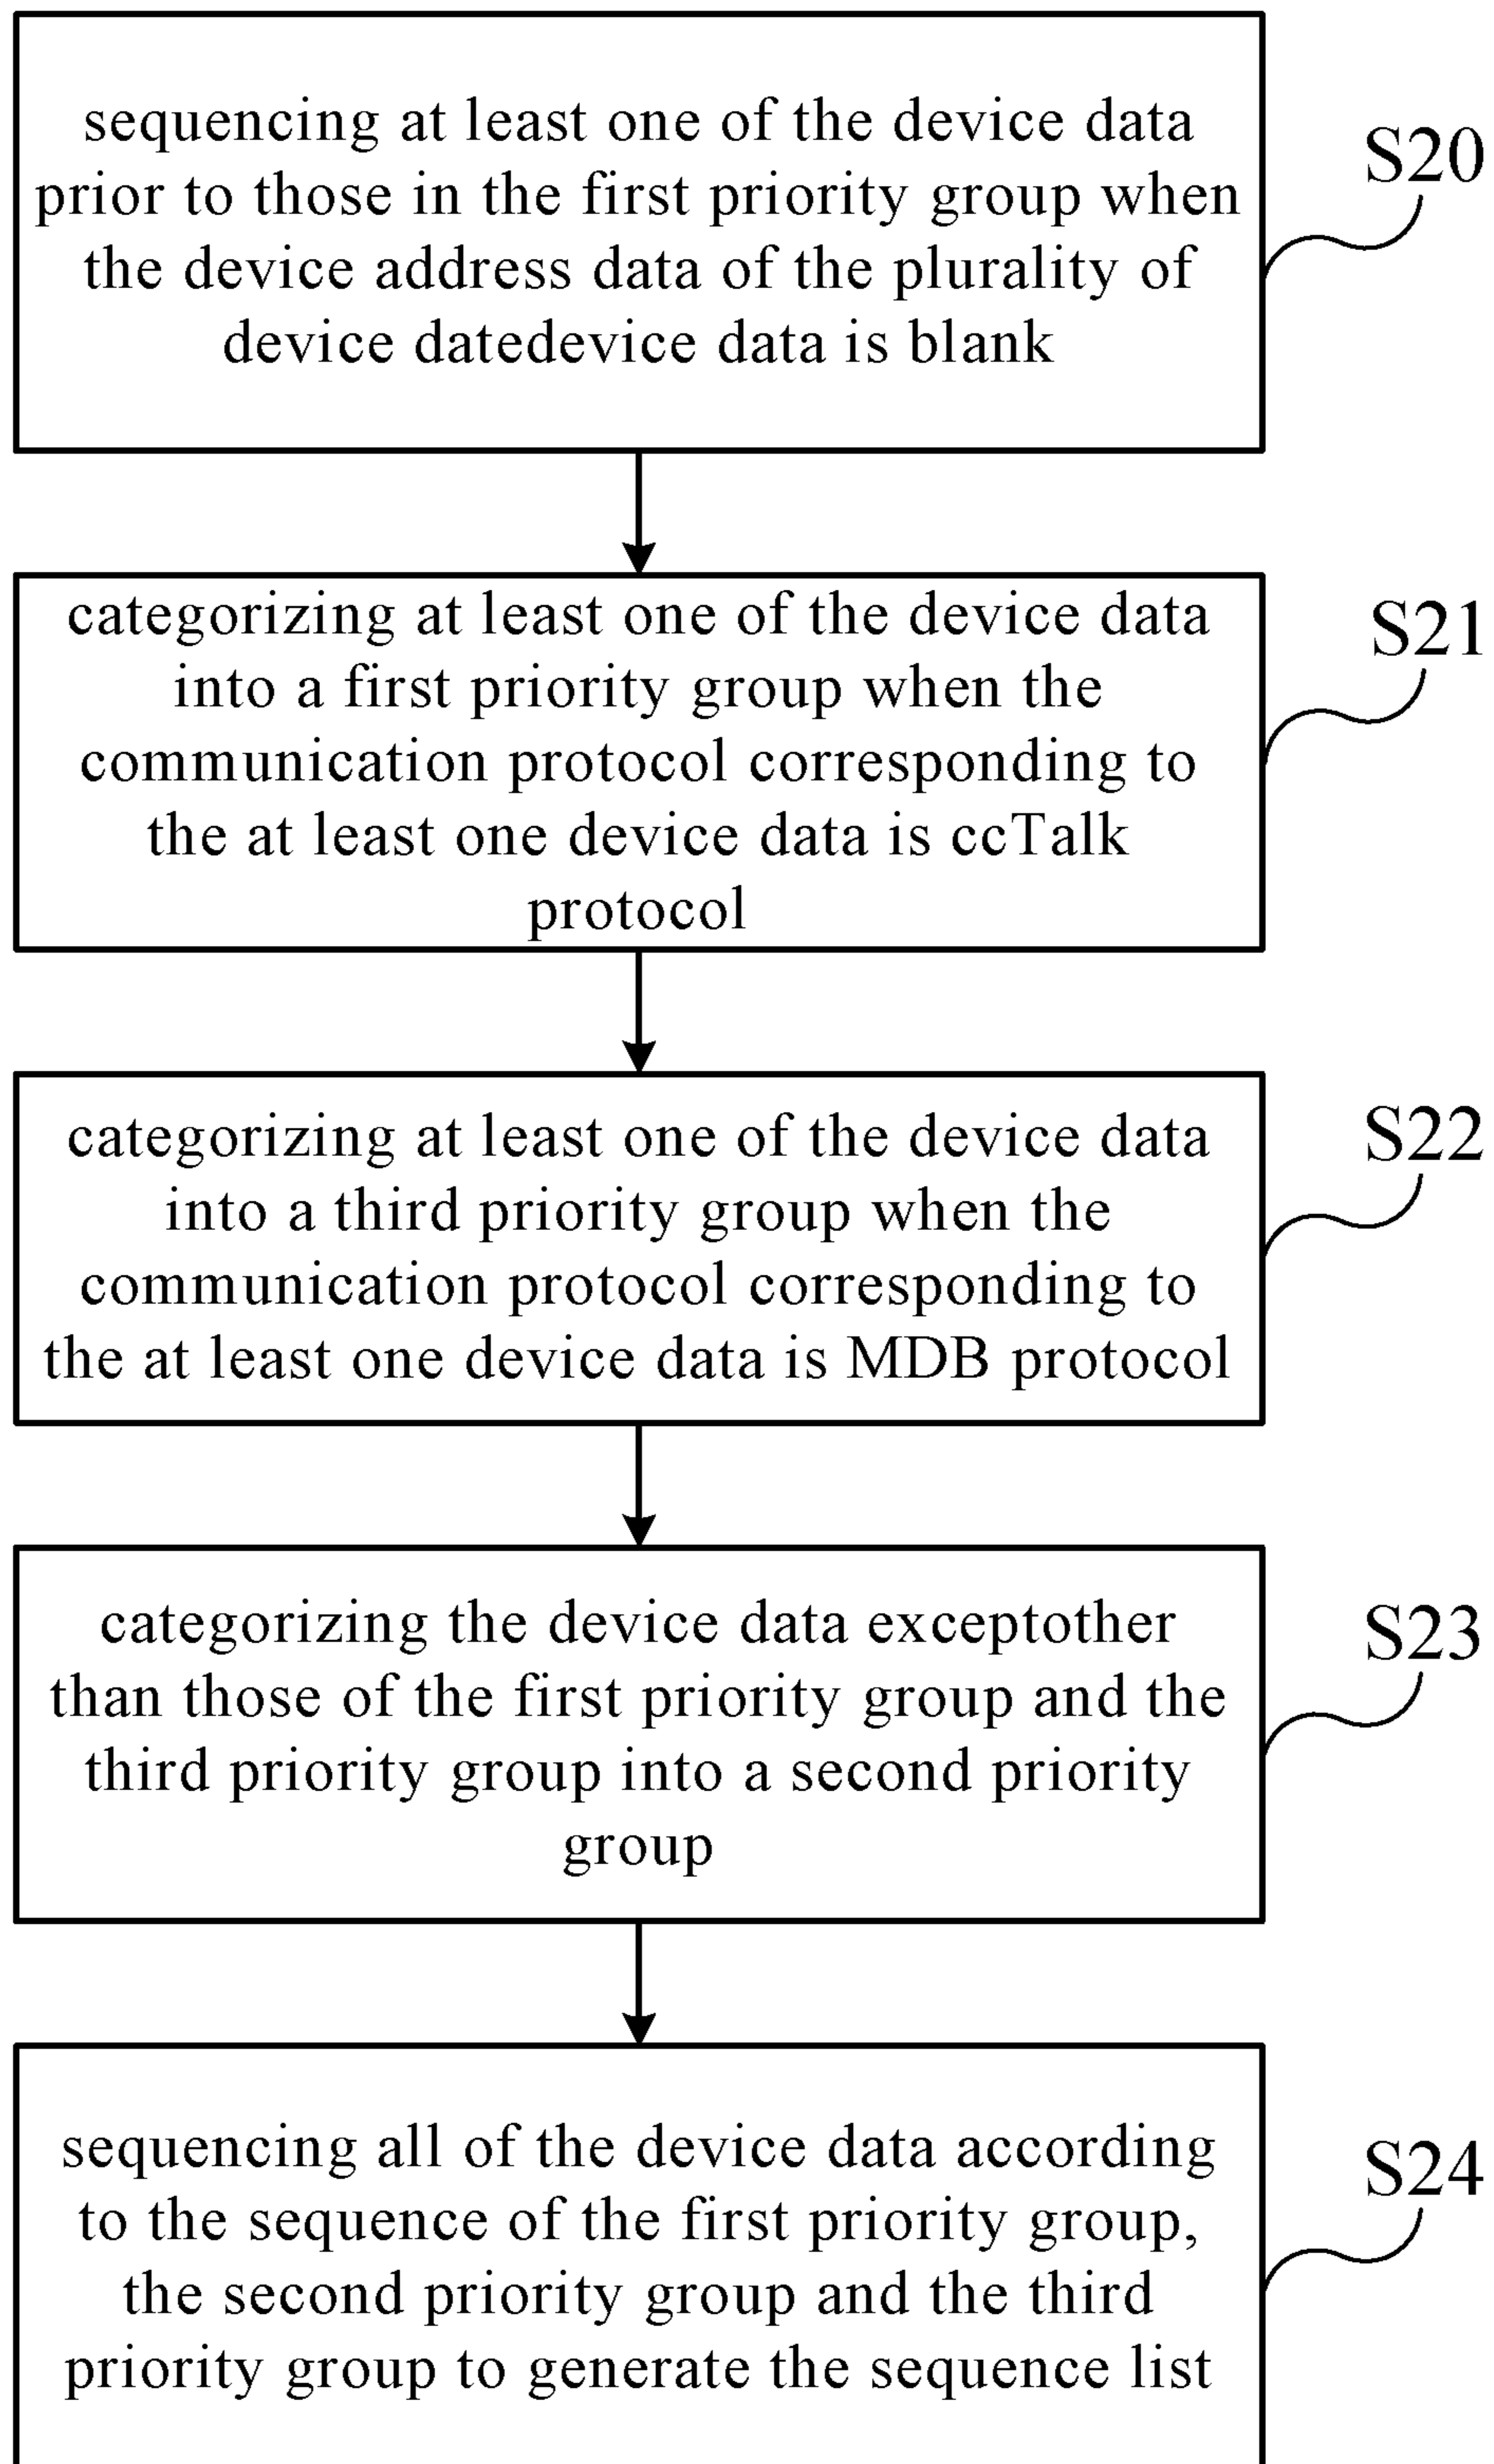 sequencing at least one of the device data
prior to those in the first priority group when
the device address data of the plurality of
device datedevice data is blank
S20
categorizing at least one of the device data
into a first priority group when the
communication protocol corresponding to
the at least one device data is ccTalk
protocol
S21
categorizing at least one of the device data
into a third priority group when the
communication protocol corresponding to
the at least one device data is MDB protocol
S22
categorizing the device data exceptother
than those of the first priority group and the
third priority group into a second priority
group
S23
sequencing all of the device data according
to the sequence of the first priority group,
the second priority group and the third
priority group to generate the sequence list
S24